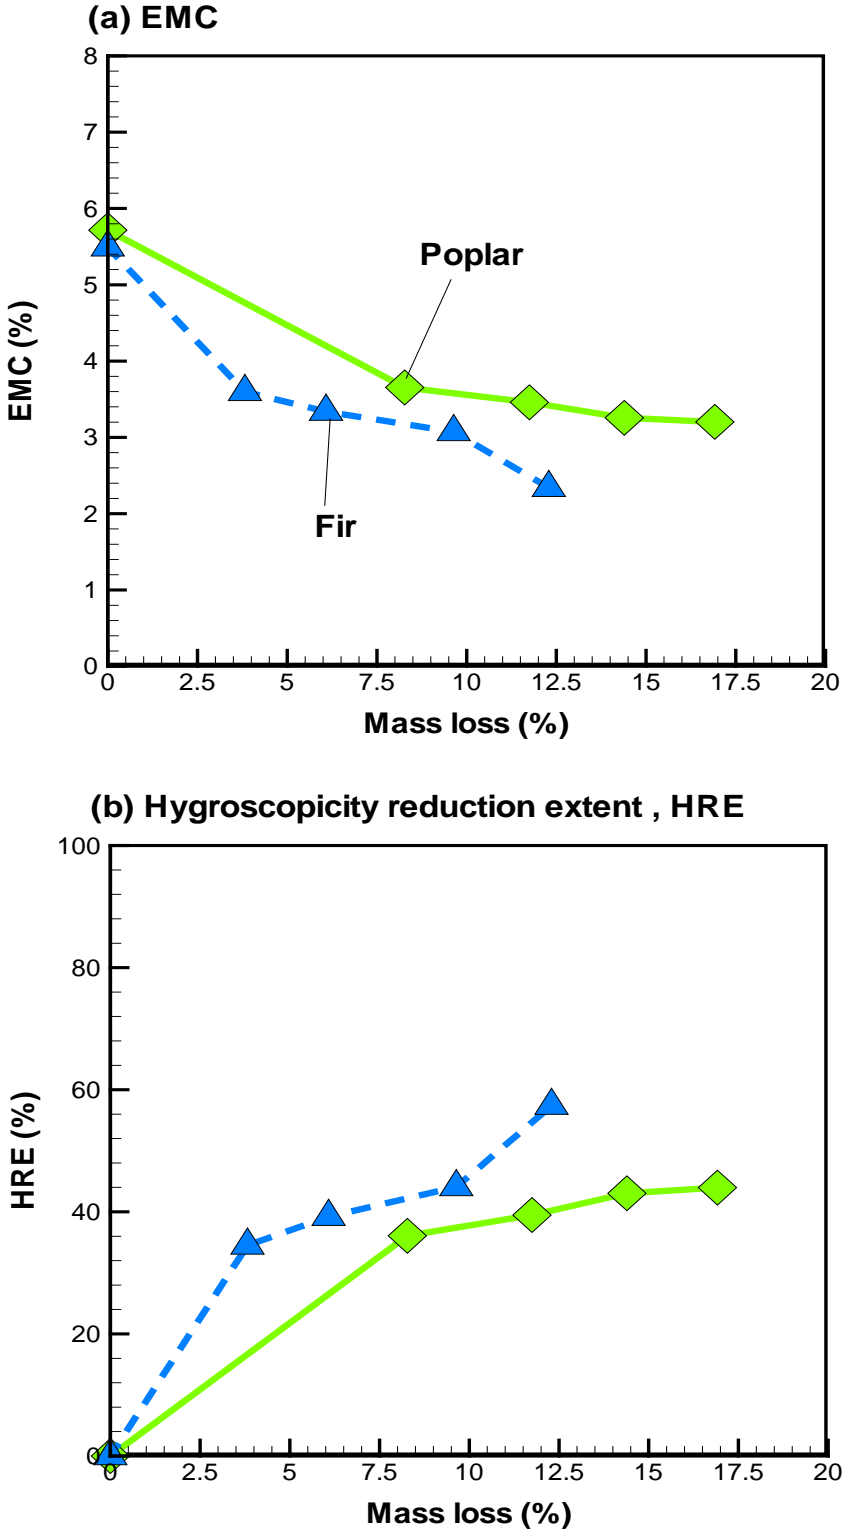 (a) EMC
8
7
6
5
4
3
2
1
0
EMC (%)
Poplar
Fir
0 2.5 5 7.5 10 12.5 15 17.5 20
Mass loss (%)
(b) Hygroscopicity reduction extent , HRE
100
80
60
40
20
0
HRE (%)
0 2.5 5 7.5 10 12.5 15 17.5 20
Mass loss (%)